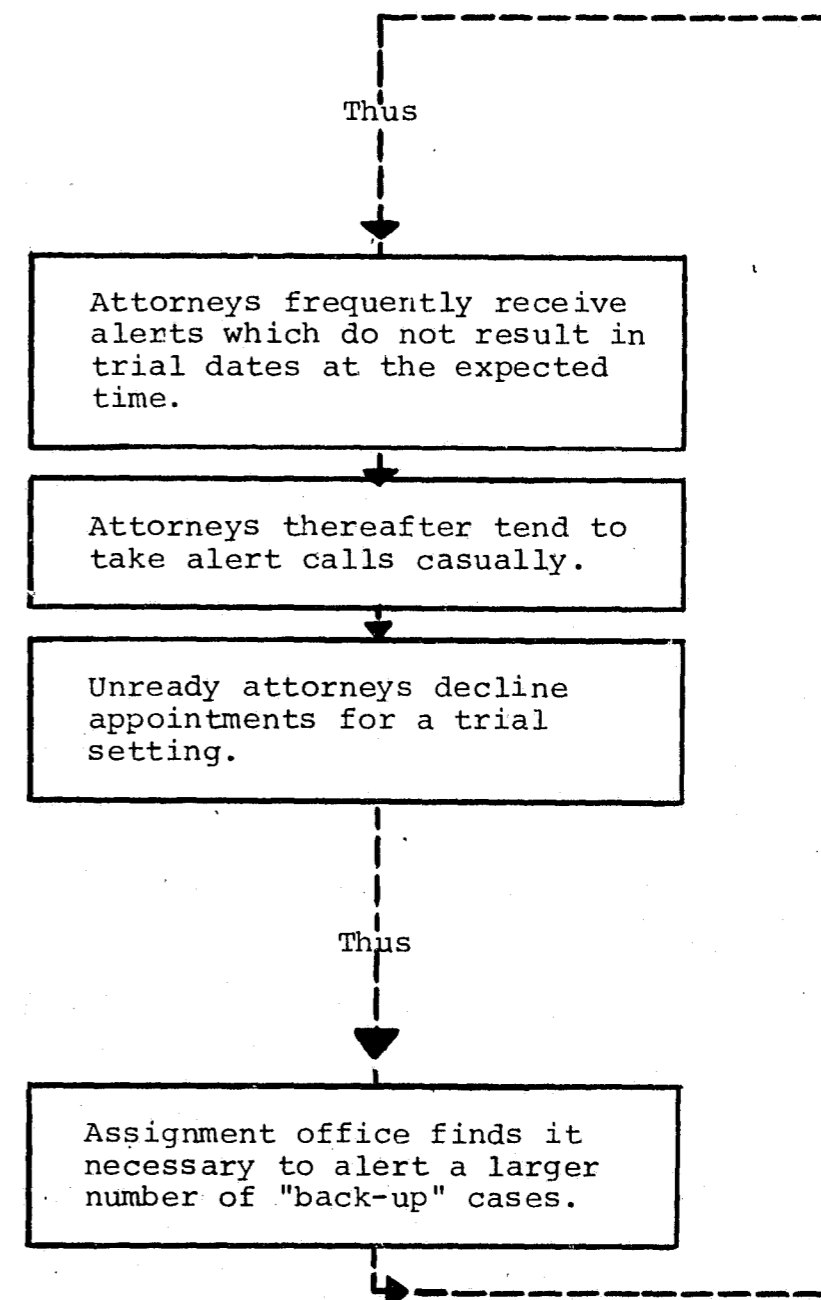 Thus
Attorneys frequently receive
alerts which do not result in
trial dates at the expected
time.
Attorneys thereafter tend to
take alert calls casually.
Unready attorneys decline
appointments for a trial
setting.
Thus
Assignment office finds it
necessary to alert a larger
number of "back-up" cases.